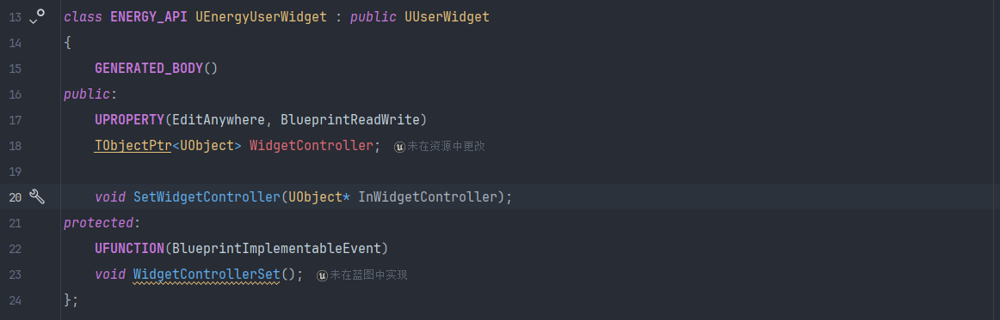 13 class ENERGY_API UEnergyUserWidget : public UUserWidget
14 {
15 GENERATED_BODY()
16 public:
17 UPROPERTY(EditAnywhere, BlueprintReadWrite)
18 TObjectPtr<UObject> WidgetController; 未在资源中更改
19
20 void SetWidgetController(UObject* InWidgetController);
21 protected:
22 UFUNCTION(BlueprintImplementableEvent)
23 void WidgetControllerSet(); 未在蓝图中实现
24 };